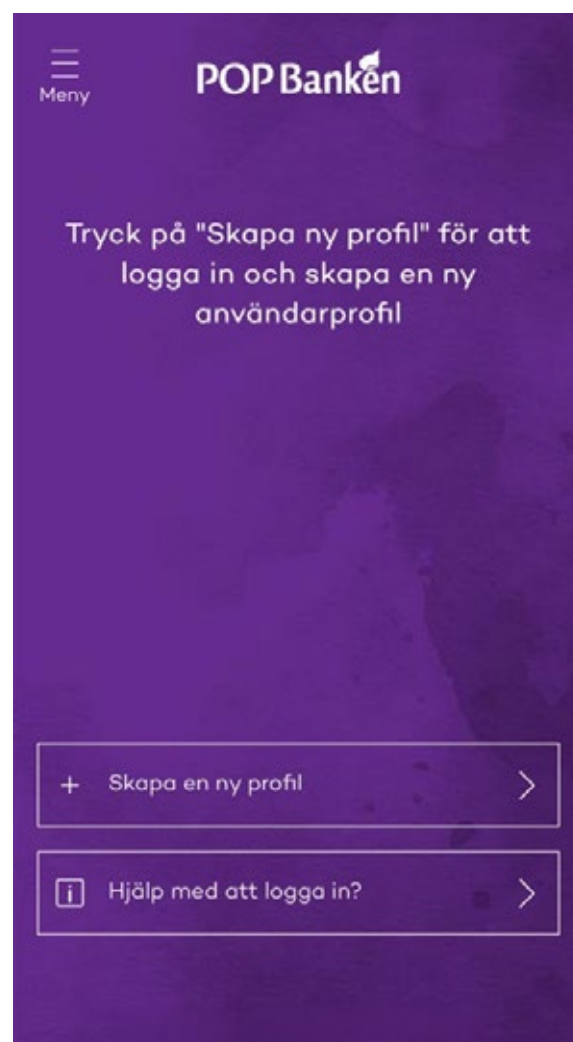 Meny
POP Banken
Tryck på "Skapa ny profil" för att
logga in och skapa en ny
användarprofil
+ Skapa en ny profil
i Hjälp med att logga in?